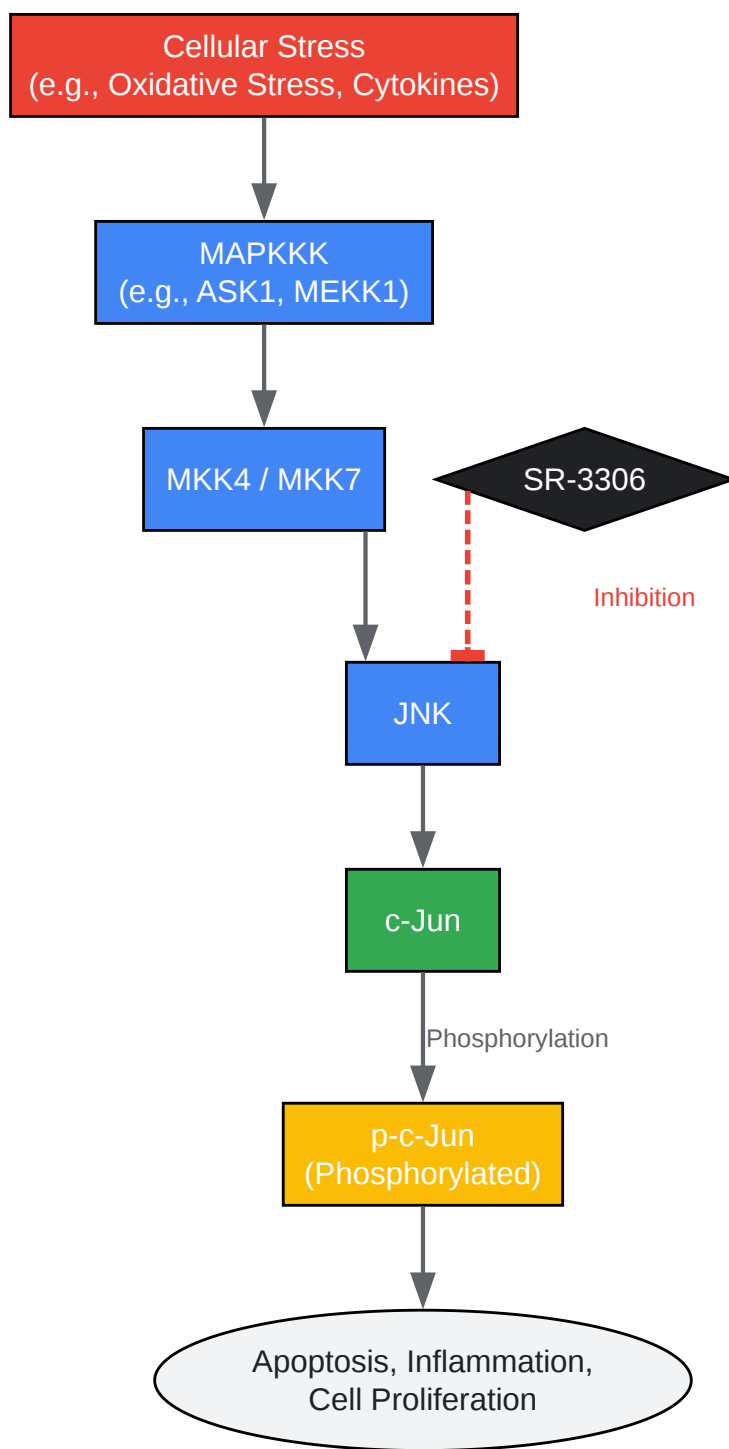 Cellular Stress
(e.g., Oxidative Stress, Cytokines)
MAPKKK
(e.g., ASK1, MEKK1)
MKK4 / MKK7
SR-3306
Inhibition
JNK
c-Jun
Phosphorylation
p-c-Jun
(Phosphorylated)
Apoptosis, Inflammation,
Cell Proliferation